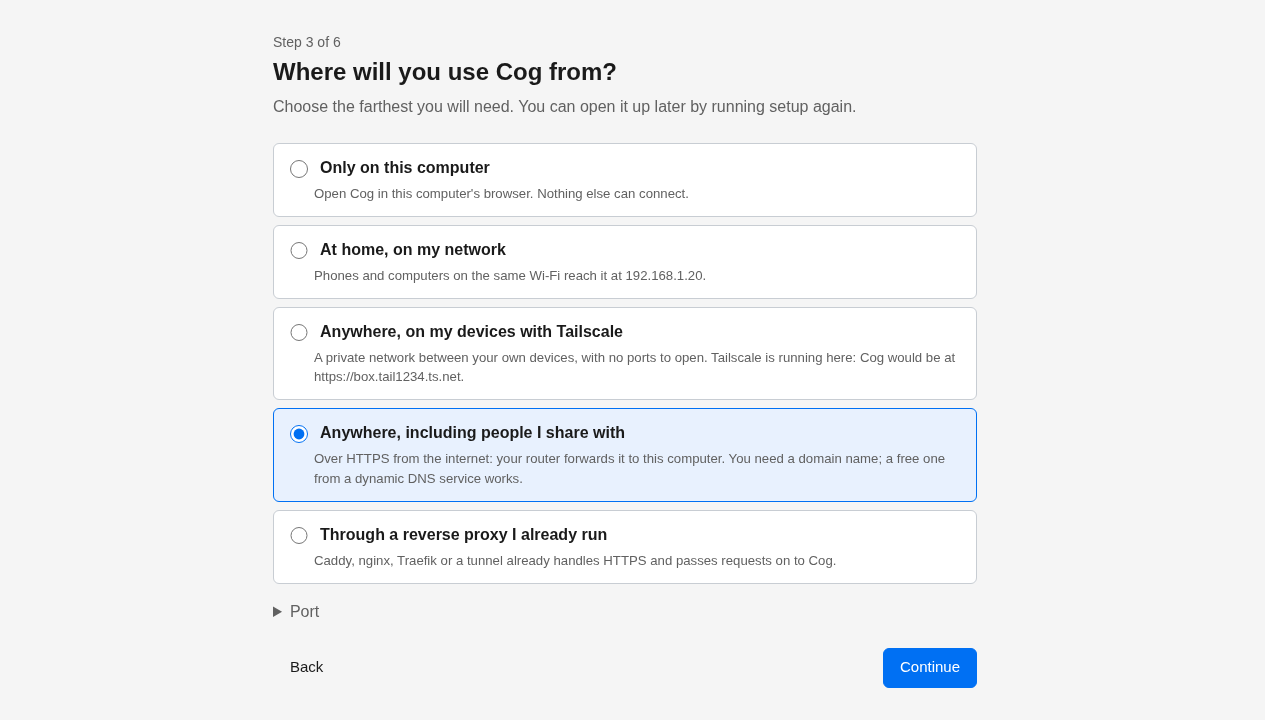 Step 3 of 6
Where will you use Cog from?
Choose the farthest you will need. You can open it up later by running setup again.
Only on this computer
Open Cog in this computer's browser. Nothing else can connect.
At home, on my network
Phones and computers on the same Wi-Fi reach it at 192.168.1.20.
Anywhere, on my devices with Tailscale
A private network between your own devices, with no ports to open. Tailscale is running here: Cog would be at
https://box.tail1234.ts.net.
Anywhere, including people I share with
Over HTTPS from the internet: your router forwards it to this computer. You need a domain name; a free one
from a dynamic DNS service works.
Through a reverse proxy I already run
Caddy, nginx, Traefik or a tunnel already handles HTTPS and passes requests on to Cog.
Port
Back
Continue